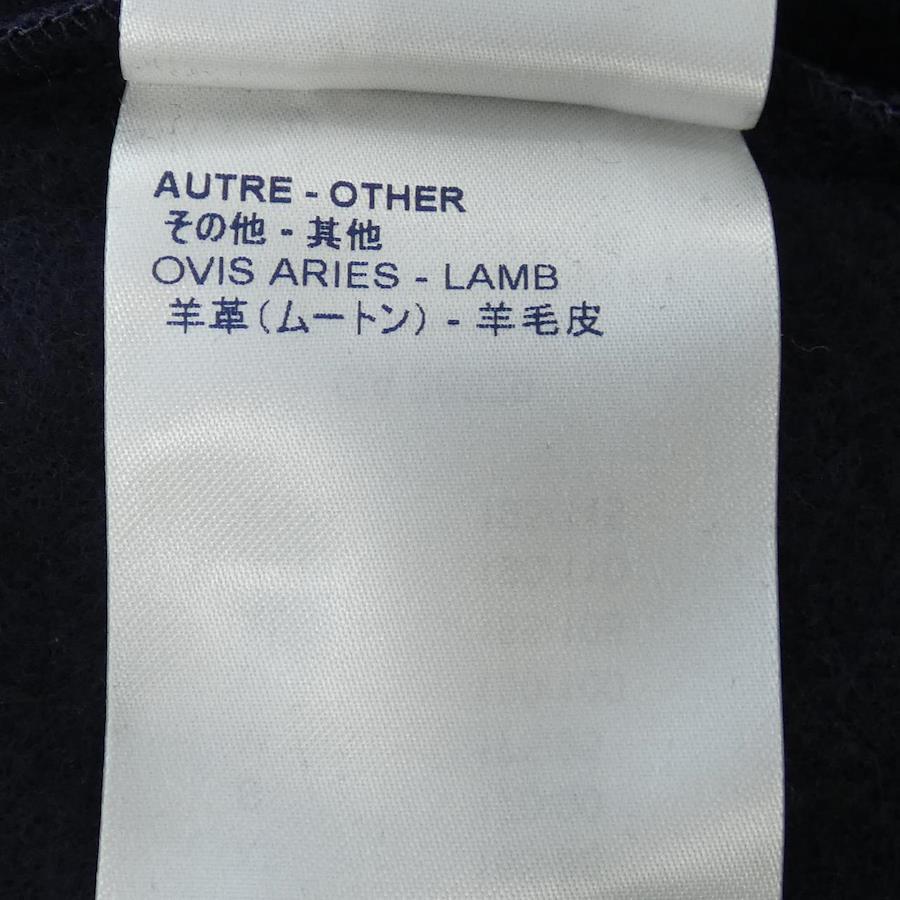 AUTRE - OTHER
その他 - 其他
OVIS ARIES - LAMB
羊革(ムートン) - 羊毛皮